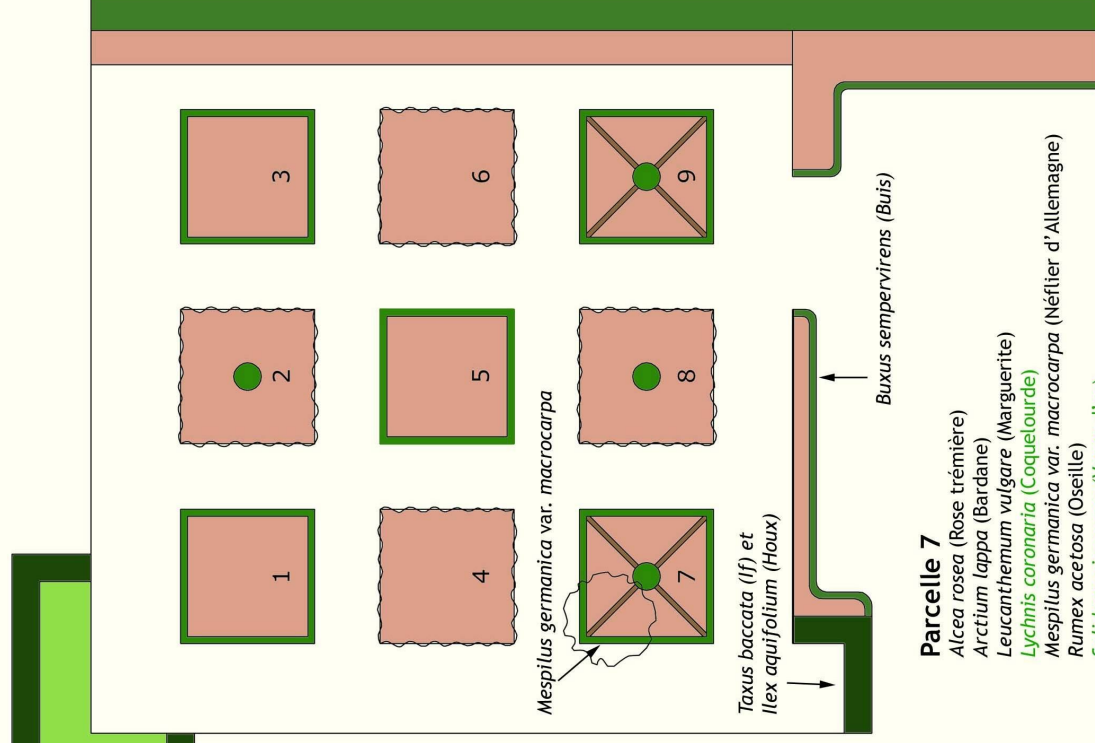 1
2
3
4
5
6
7
8
9
Mespilus germanica var. macrocarpa
Taxus baccata (If) et
Ilex aquifolium (Houx)
Buxus sempervirens (Buis)
Parcelle 7
Alcea rosea (Rose trémière)
Arctium lappa (Bardane)
Leucanthemum vulgare (Marguerite)
Lychnis coronaria (Coquelourde)
Mespilus germanica var. macrocarpa (Néflier d'Allemagne)
Rumex acetosa (Oseille)